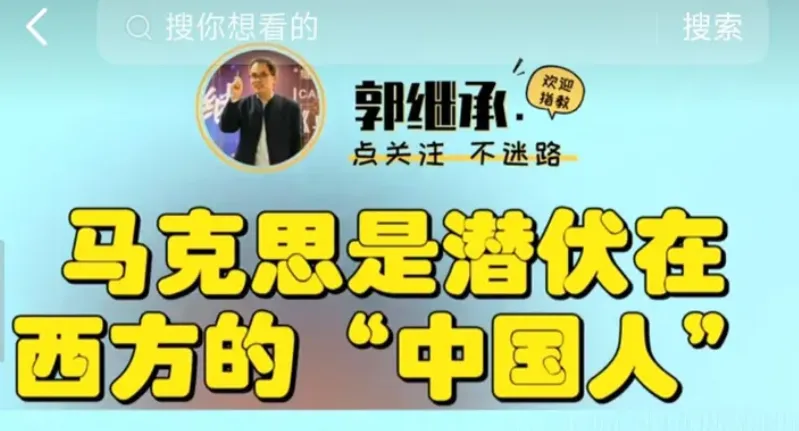 搜你想看的 搜索
郭继承.
欢迎
指教
点关注 不迷路
马克思是潜伏在
西方的“中国人”